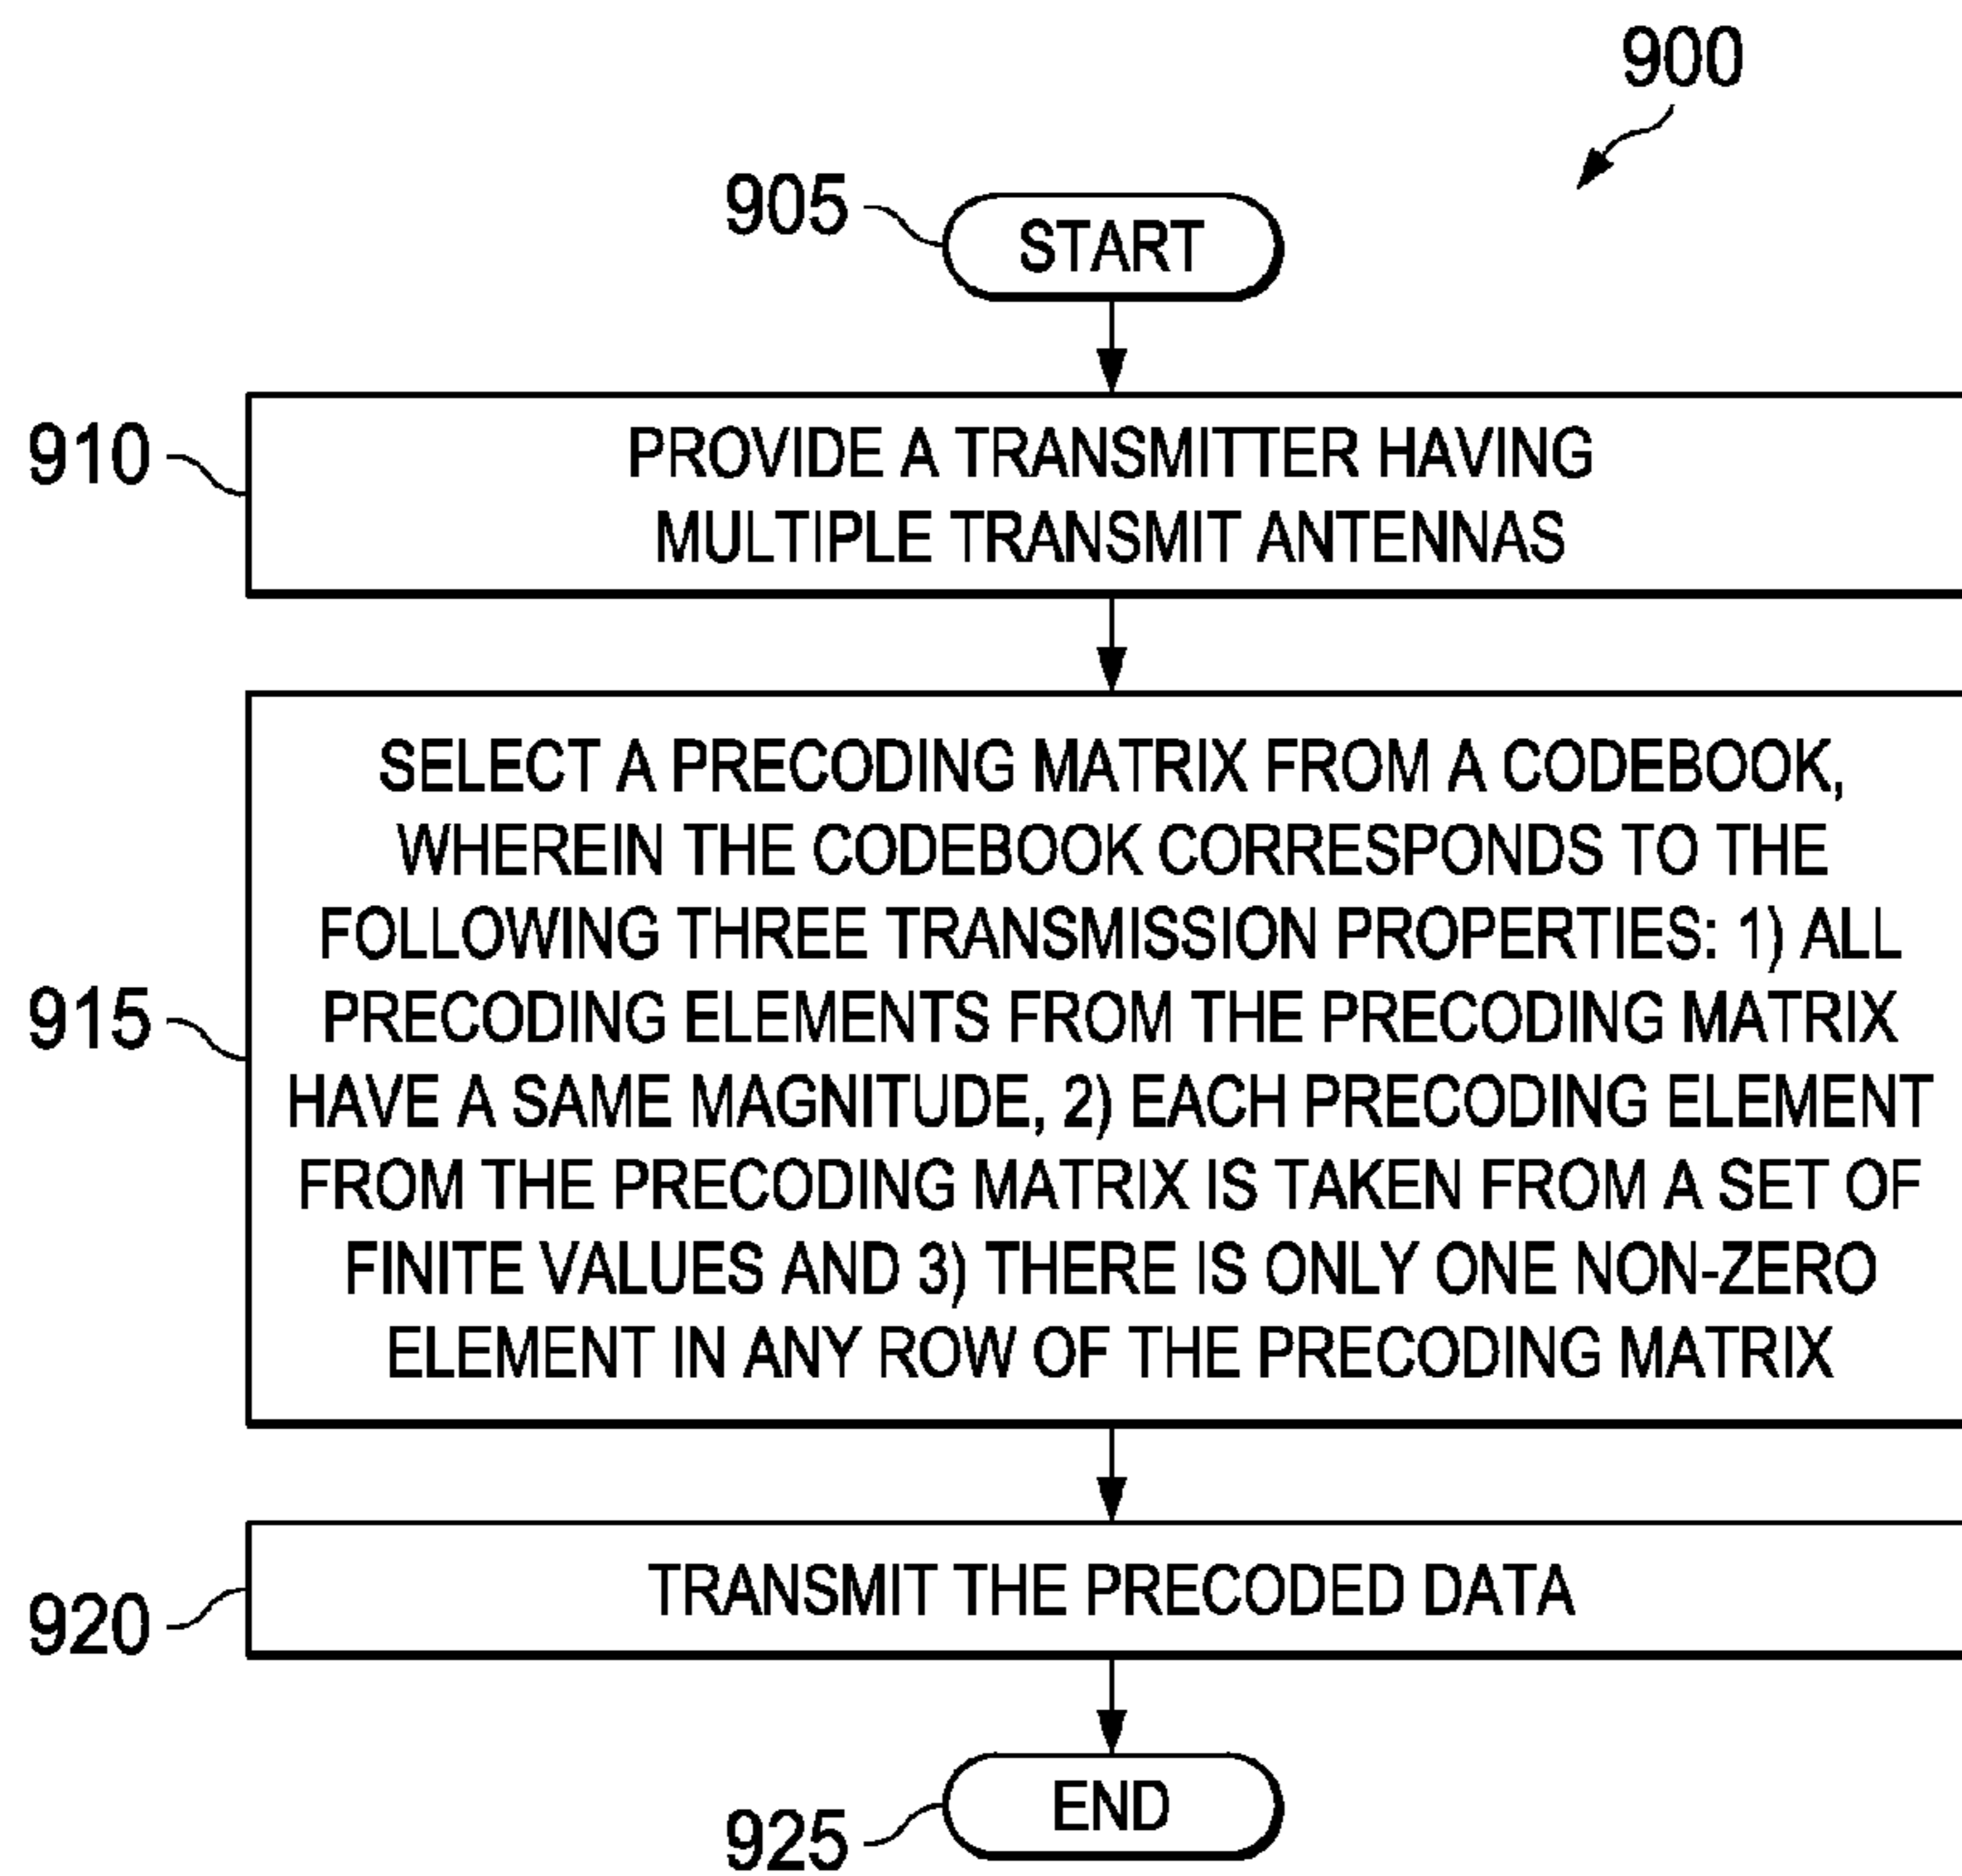 900
905
START
910
PROVIDE A TRANSMITTER HAVING
MULTIPLE TRANSMIT ANTENNAS
SELECT A PRECODING MATRIX FROM A CODEBOOK,
WHEREIN THE CODEBOOK CORRESPONDS TO THE
FOLLOWING THREE TRANSMISSION PROPERTIES: 1) ALL
915
PRECODING ELEMENTS FROM THE PRECODING MATRIX
HAVE A SAME MAGNITUDE, 2) EACH PRECODING ELEMENT
FROM THE PRECODING MATRIX IS TAKEN FROM A SET OF
FINITE VALUES AND 3) THERE IS ONLY ONE NON-ZERO
ELEMENT IN ANY ROW OF THE PRECODING MATRIX
920
TRANSMIT THE PRECODED DATA
925
END